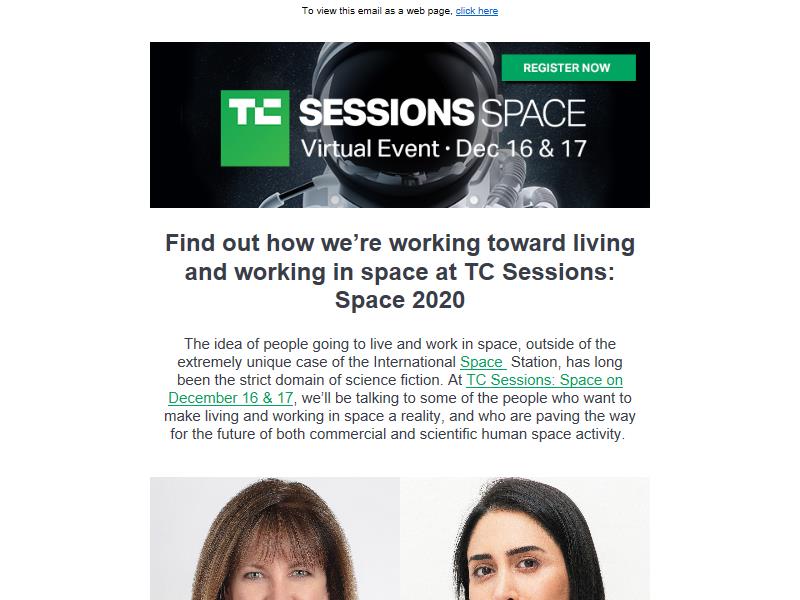 To view this email as a web page, click here
REGISTER NOW
TC SESSIONS SPACE
Virtual Event · Dec 16 & 17
Find out how we’re working toward living
and working in space at TC Sessions:
Space 2020
The idea of people going to live and work in space, outside of the
extremely unique case of the International Space Station, has long
been the strict domain of science fiction. At TC Sessions: Space on
December 16 & 17, we’ll be talking to some of the people who want to
make living and working in space a reality, and who are paving the way
for the future of both commercial and scientific human space activity.